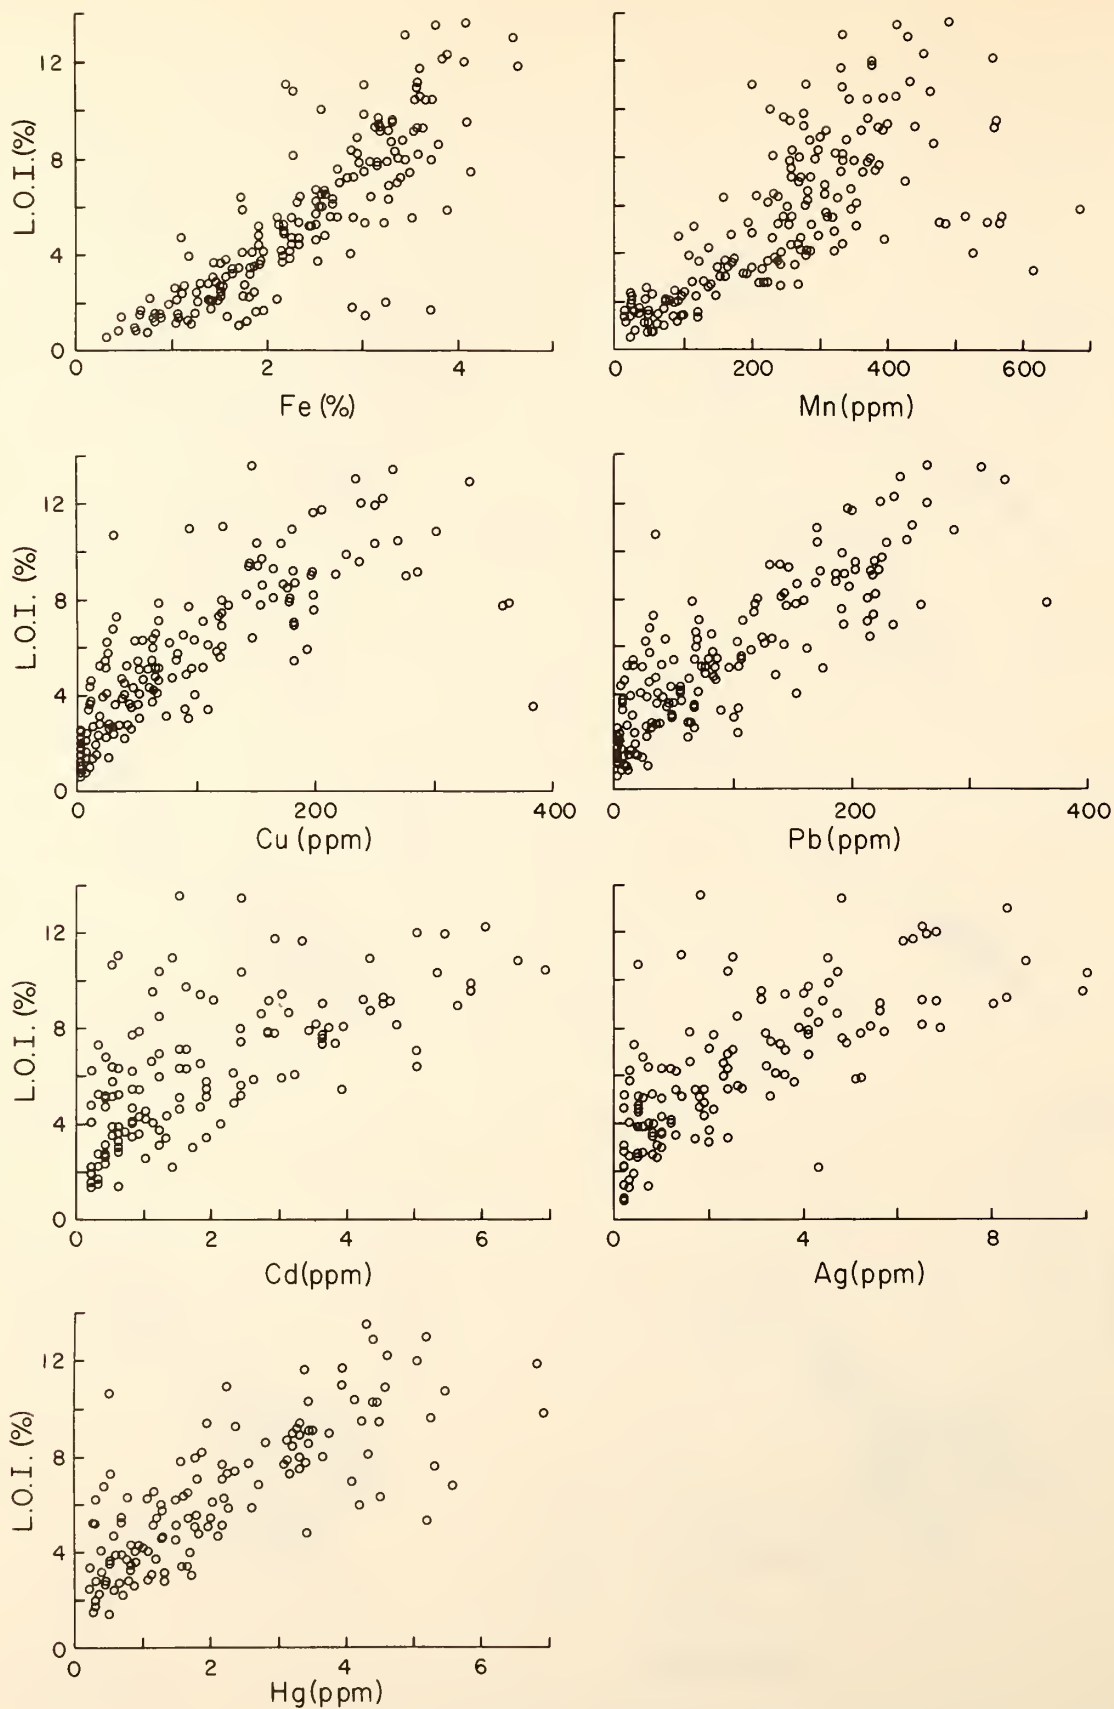 L.O.I.(%)
12
8
4
0
0 2 4
Fe (%)
0 200 400 600
Mn (ppm)
L.O.I. (%)
12
8
4
0
0 200 400
Cu (ppm)
0 200 400
Pb (ppm)
L.O.I. (%)
12
8
4
0
0 2 4 6
Cd (ppm)
0 4 8
Ag (ppm)
L.O.I. (%)
12
8
4
0
0 2 4 6
Hg (ppm)